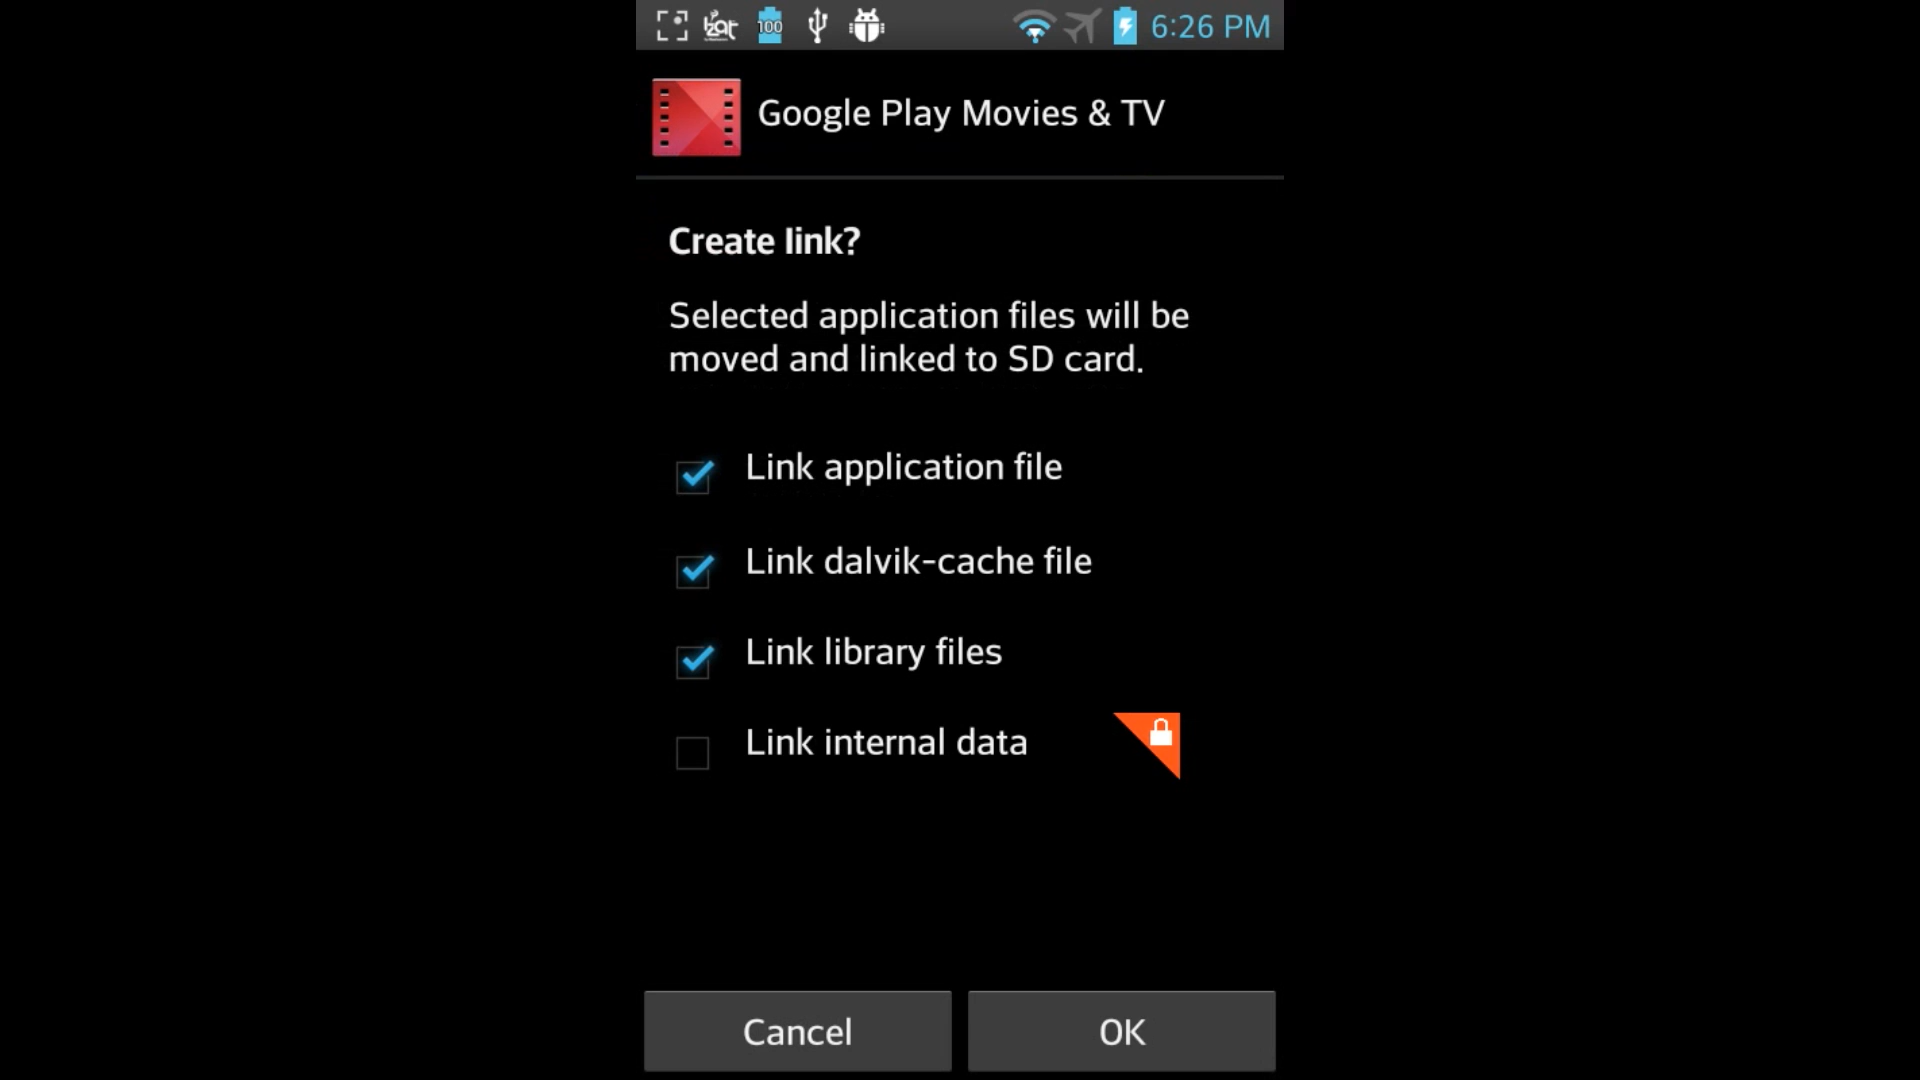 100 6:26 PM
Google Play Movies & TV
Create link?
Selected application files will be
moved and linked to SD card.
Link application file
Link dalvik-cache file
Link library files
Link internal data
Cancel OK